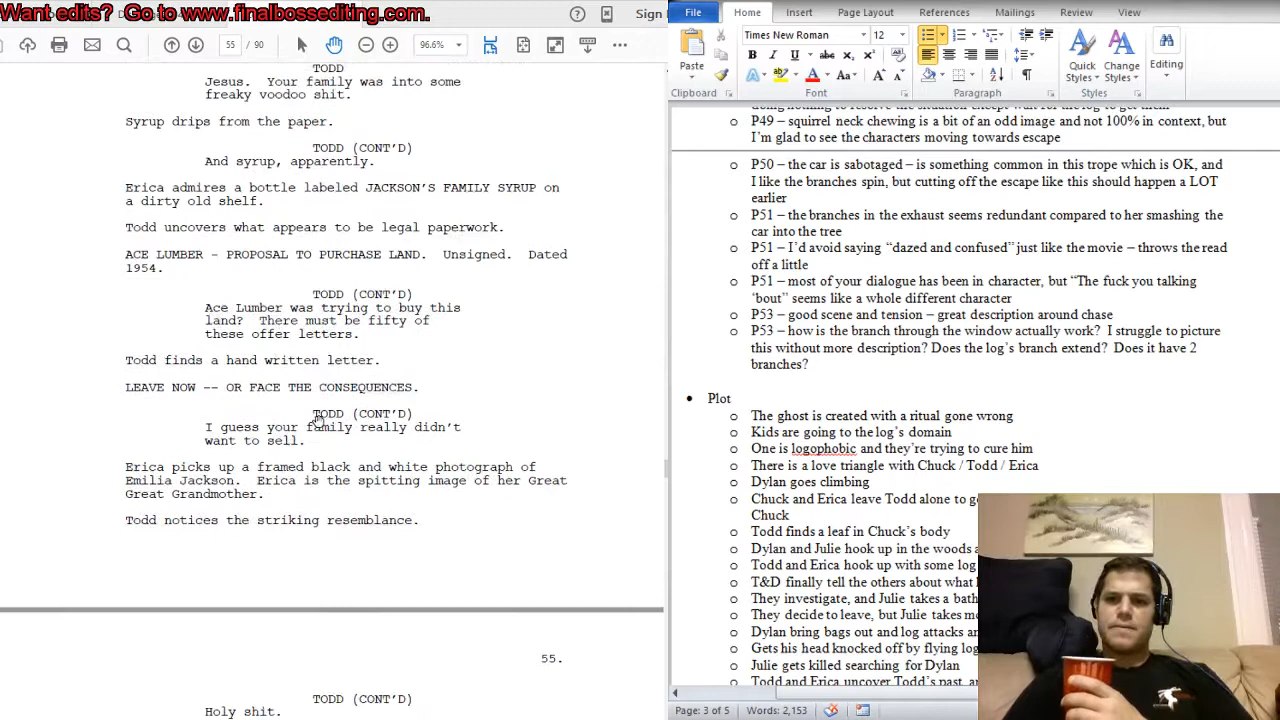 Want edits?  Go to www.finalbossediting.com.
Sign
55
96.6%
TODD
Jesus.  Your family was into some
freaky voodoo shit.
Syrup drips from the paper.
TODD (CONT'D)
And syrup, apparently.
Erica admires a bottle labeled JACKSON'S FAMILY SYRUP on
a dirty old shelf.
Todd uncovers what appears to be legal paperwork.
ACE LUMBER - PROPOSAL TO PURCHASE LAND.  Unsigned.  Dated
1954.
TODD (CONT'D)
Ace Lumber was trying to buy this
land?  There must be fifty of
these offer letters.
Todd finds a hand written letter.
LEAVE NOW -- OR FACE THE CONSEQUENCES.
TODD (CONT'D)
I guess your family really didn't
want to sell.
Erica picks up a framed black and white photograph of
Emilia Jackson.  Erica is the spitting image of her Great
Great Grandmother.
Todd notices the striking resemblance.
55.
TODD (CONT'D)
Holy shit.
File Home Insert Page Layout References Mailings Review View
Times New Roman 12
Paste
Quick Styles
Change Styles
Editing
Clipboard Font Paragraph Styles
doing nothing to resolve the situation except wait for the log to get them
o P49 – squirrel neck chewing is a bit of an odd image and not 100% in context, but
I'm glad to see the characters moving towards escape
o P50 – the car is sabotaged – is something common in this trope which is OK, and
I like the branches spin, but cutting off the escape like this should happen a LOT
earlier
o P51 – the branches in the exhaust seems redundant compared to her smashing the
car into the tree
o P51 – I'd avoid saying “dazed and confused” just like the movie – throws the read
off a little
o P51 – most of your dialogue has been in character, but “The fuck you talking
‘bout” seems like a whole different character
o P53 – good scene and tension – great description around chase
o P53 – how is the branch through the window actually work?  I struggle to picture
this without more description? Does the log's branch extend?  Does it have 2
branches?
• Plot
o The ghost is created with a ritual gone wrong
o Kids are going to the log's domain
o One is logophobic and they're trying to cure him
o There is a love triangle with Chuck / Todd / Erica
o Dylan goes climbing
o Chuck and Erica leave Todd alone to go
Chuck
o Todd finds a leaf in Chuck's body
o Dylan and Julie hook up in the woods
o Todd and Erica hook up with some log
o T&D finally tell the others about what
o They investigate, and Julie takes a bath
o They decide to leave, but Julie takes
o Dylan bring bags out and log attacks
o Gets his head knocked off by flying log
o Julie gets killed searching for Dylan
o Todd and Erica uncover Todd's past,
Page: 3 of 5 Words: 2,153